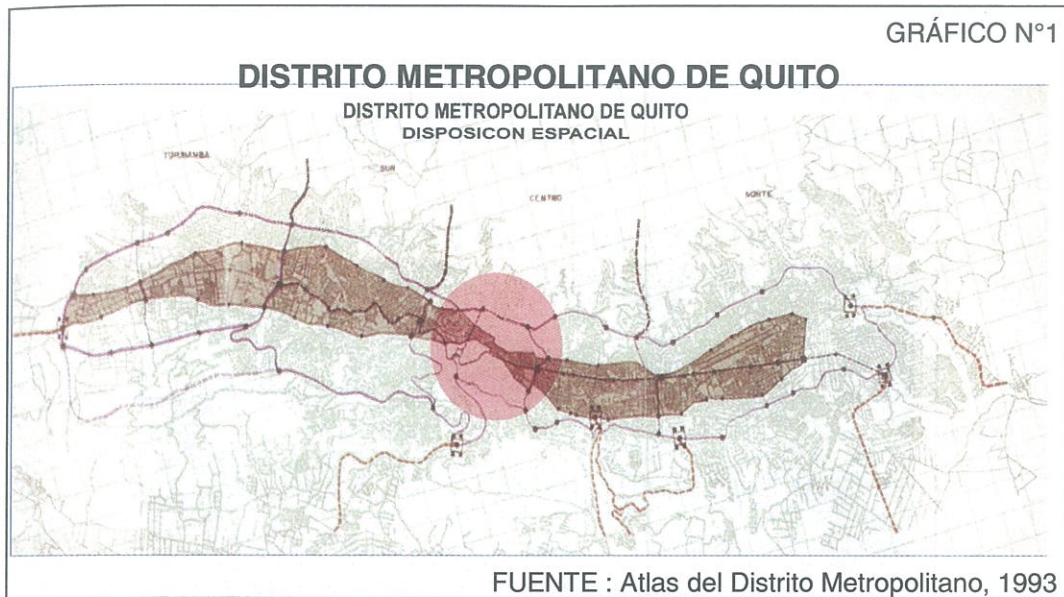 GRÁFICO N°1
DISTRITO METROPOLITANO DE QUITO
DISTRITO METROPOLITANO DE QUITO
DISPOSICON ESPACIAL
TURUBAMBA
SUR
CENTRO
NORTE
FUENTE : Atlas del Distrito Metropolitano, 1993